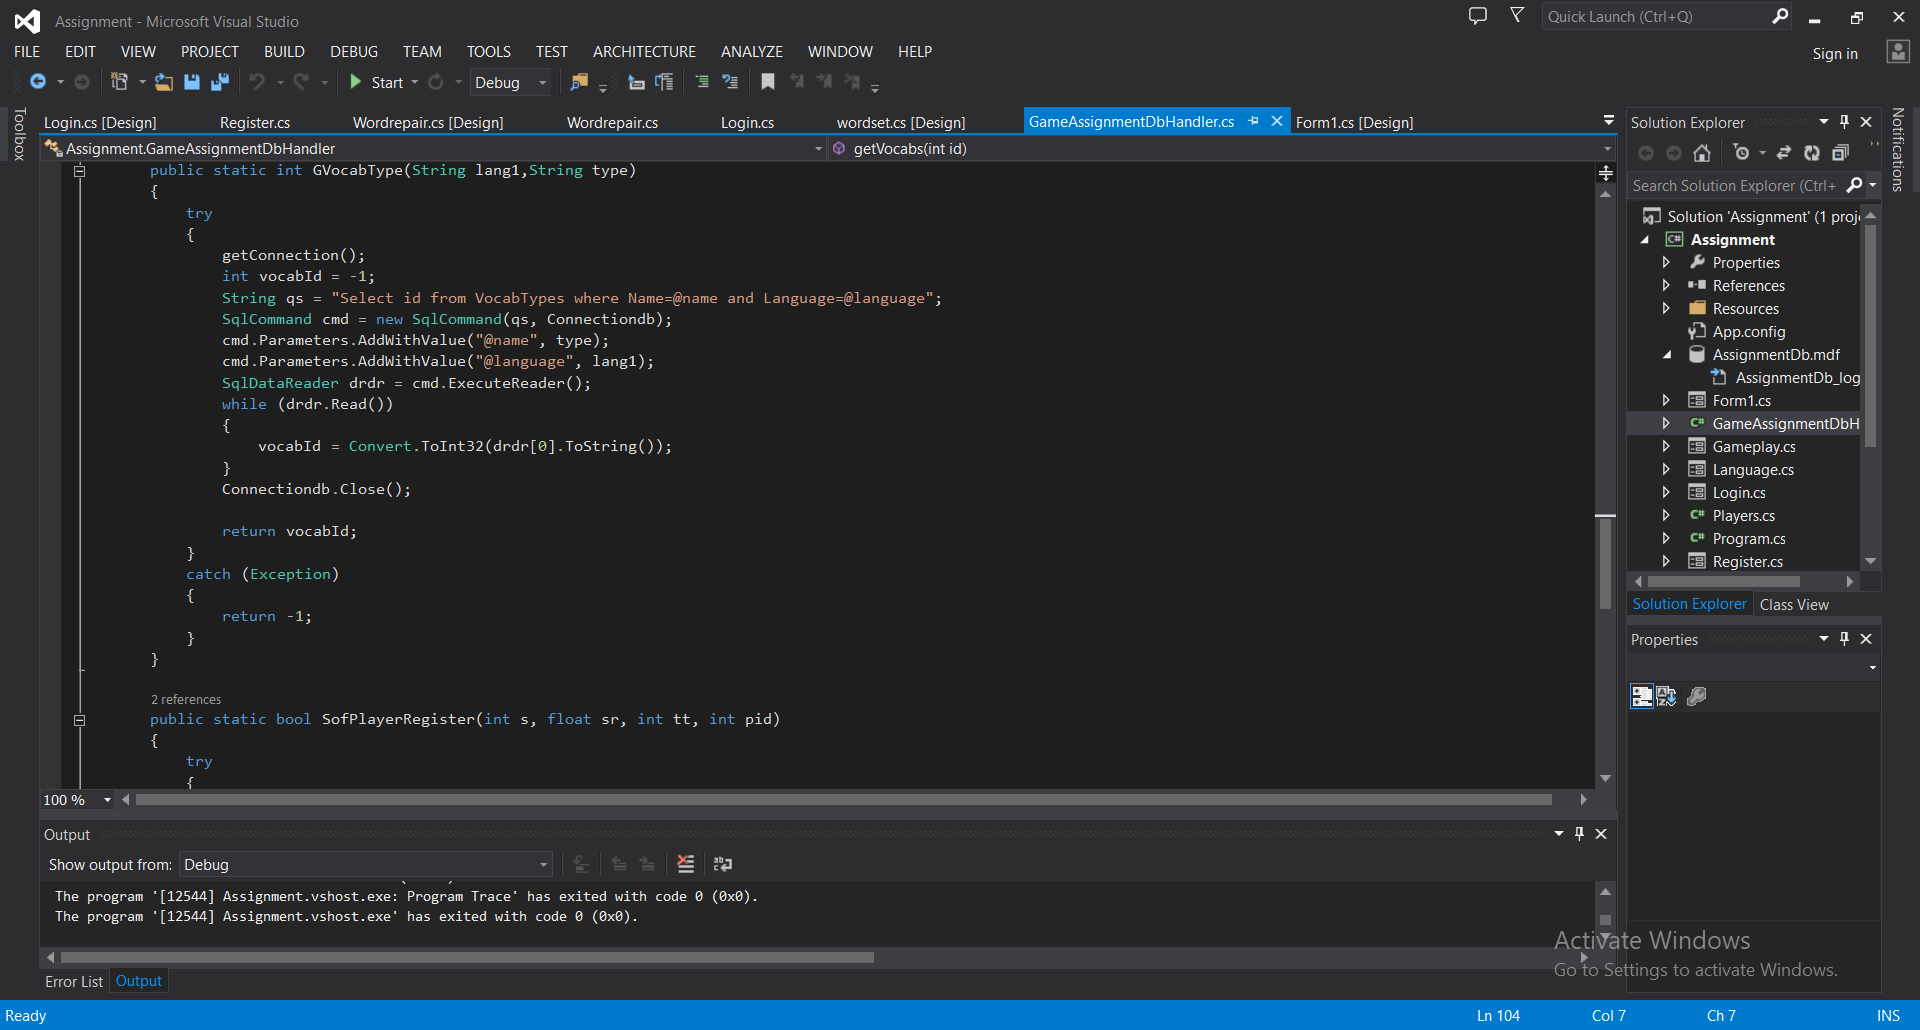 Assignment - Microsoft Visual Studio
Quick Launch (Ctrl+Q)
FILE EDIT VIEW PROJECT BUILD DEBUG TEAM TOOLS TEST ARCHITECTURE ANALYZE WINDOW HELP
Sign in
Start Debug
Toolbox
Login.cs [Design] Register.cs Wordrepair.cs [Design] Wordrepair.cs Login.cs wordset.cs [Design] GameAssignmentDbHandler.cs Form1.cs [Design]
Assignment.GameAssignmentDbHandler getVocabs(int id)
public static int GVocabType(String lang1,String type)
{
try
{
getConnection();
int vocabId = -1;
String qs = "Select id from VocabTypes where Name=@name and Language=@language";
SqlCommand cmd = new SqlCommand(qs, Connectiondb);
cmd.Parameters.AddWithValue("@name", type);
cmd.Parameters.AddWithValue("@language", lang1);
SqlDataReader drdr = cmd.ExecuteReader();
while (drdr.Read())
{
vocabId = Convert.ToInt32(drdr[0].ToString());
}
Connectiondb.Close();
return vocabId;
}
catch (Exception)
{
return -1;
}
}
2 references
public static bool SofPlayerRegister(int s, float sr, int tt, int pid)
{
try
{
100 %
Output
Show output from: Debug
The program '[12544] Assignment.vshost.exe: Program Trace' has exited with code 0 (0x0).
The program '[12544] Assignment.vshost.exe' has exited with code 0 (0x0).
Error List Output
Solution Explorer
Search Solution Explorer (Ctrl+
Solution 'Assignment' (1 proj
Assignment
Properties
References
Resources
App.config
AssignmentDb.mdf
AssignmentDb_log
Form1.cs
GameAssignmentDbH
Gameplay.cs
Language.cs
Login.cs
Players.cs
Program.cs
Register.cs
Solution Explorer Class View
Properties
Notifications
Activate Windows
Go to Settings to activate Windows.
Ready Ln 104 Col 7 Ch 7 INS